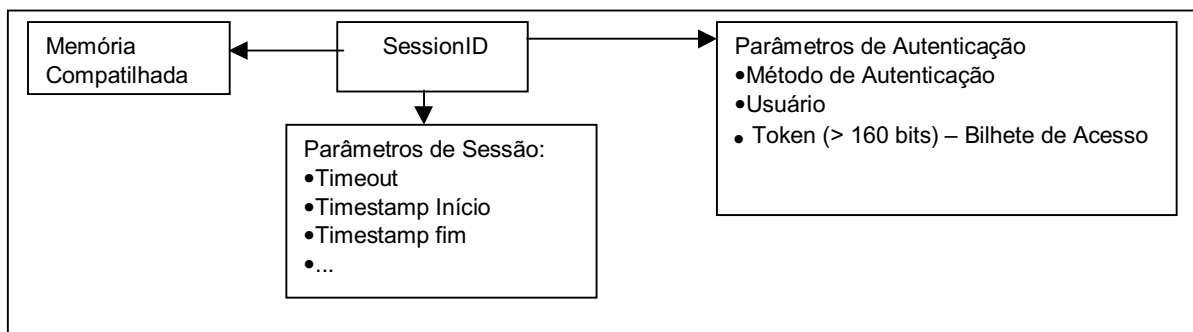 Memória
Compatilhada
SessionID
Parâmetros de Autenticação
•Método de Autenticação
•Usuário
• Token (> 160 bits) – Bilhete de Acesso
Parâmetros de Sessão:
•Timeout
•Timestamp Início
•Timestamp fim
•...